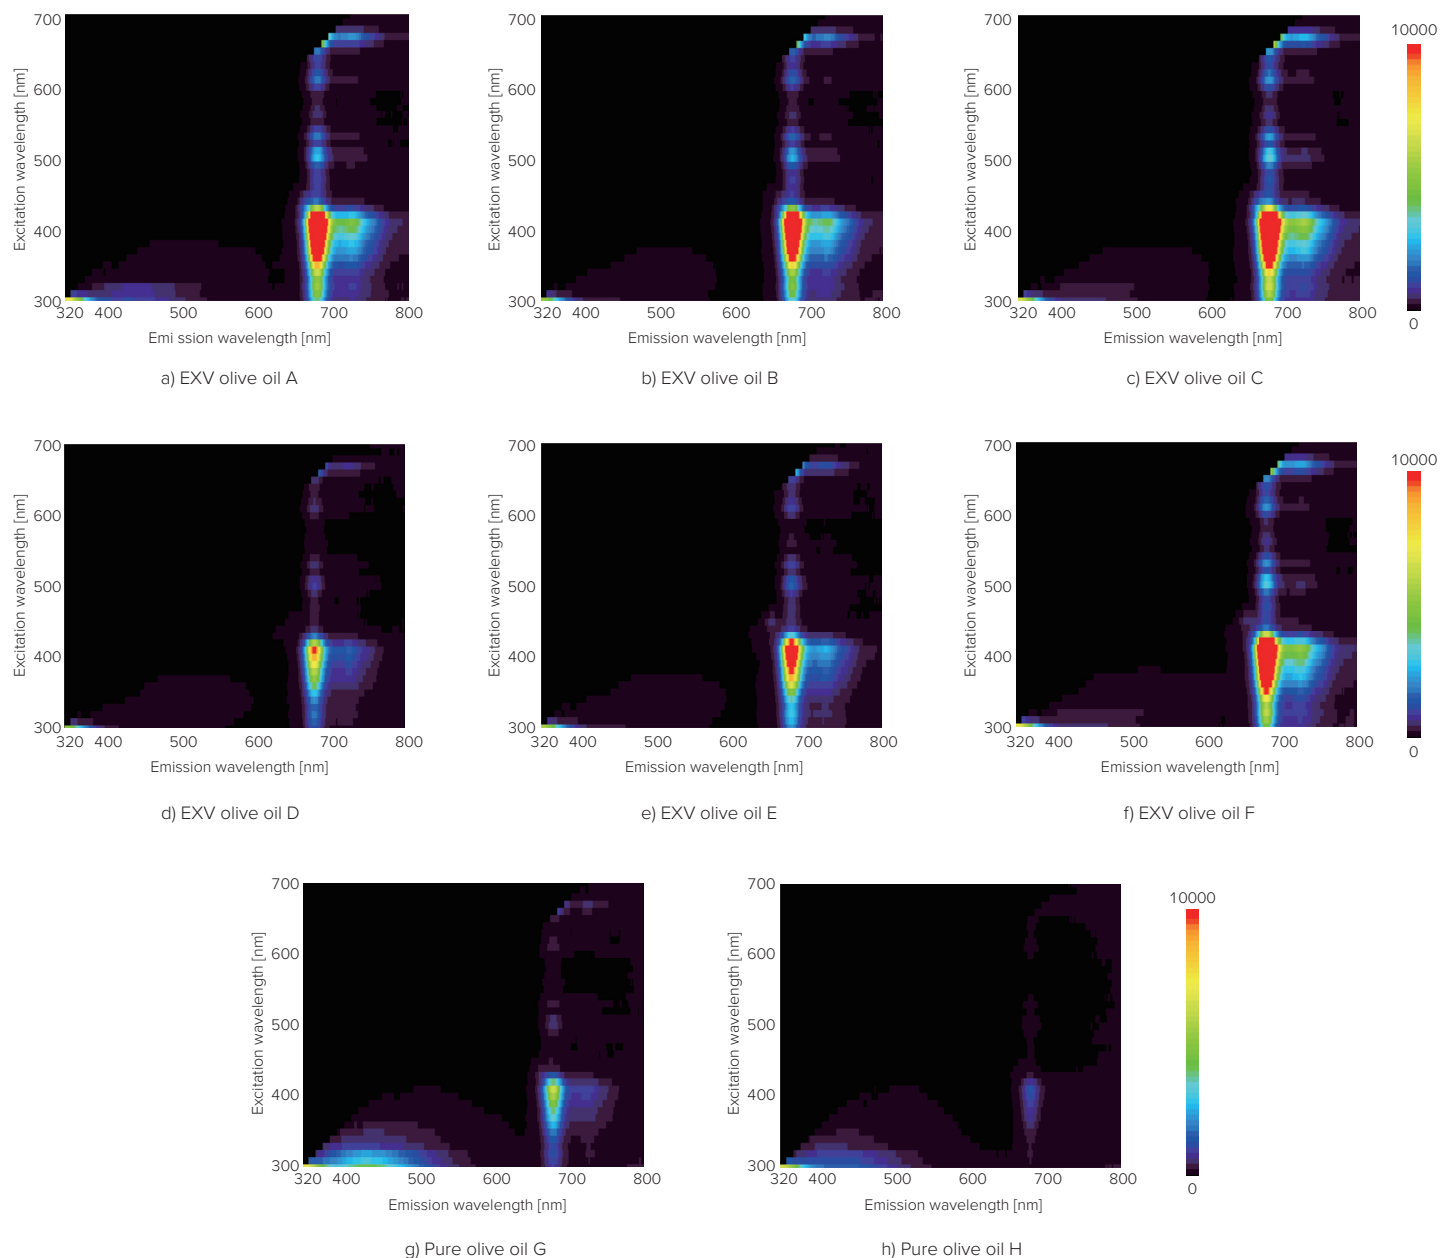 700
600
500
400
300
Excitation wavelength [nm]
320 400 500 600 700 800
Emi ssion wavelength [nm]
a) EXV olive oil A
700
600
500
400
300
Excitation wavelength [nm]
320 400 500 600 700 800
Emission wavelength [nm]
b) EXV olive oil B
700
600
500
400
300
Excitation wavelength [nm]
320 400 500 600 700 800
Emission wavelength [nm]
c) EXV olive oil C
10000
0
700
600
500
400
300
Excitation wavelength [nm]
320 400 500 600 700 800
Emission wavelength [nm]
d) EXV olive oil D
700
600
500
400
300
Excitation wavelength [nm]
320 400 500 600 700 800
Emission wavelength [nm]
e) EXV olive oil E
700
600
500
400
300
Excitation wavelength [nm]
320 400 500 600 700 800
Emission wavelength [nm]
f) EXV olive oil F
10000
0
700
600
500
400
300
Excitation wavelength [nm]
320 400 500 600 700 800
Emission wavelength [nm]
g) Pure olive oil G
700
600
500
400
300
Excitation wavelength [nm]
320 400 500 600 700 800
Emission wavelength [nm]
h) Pure olive oil H
10000
0